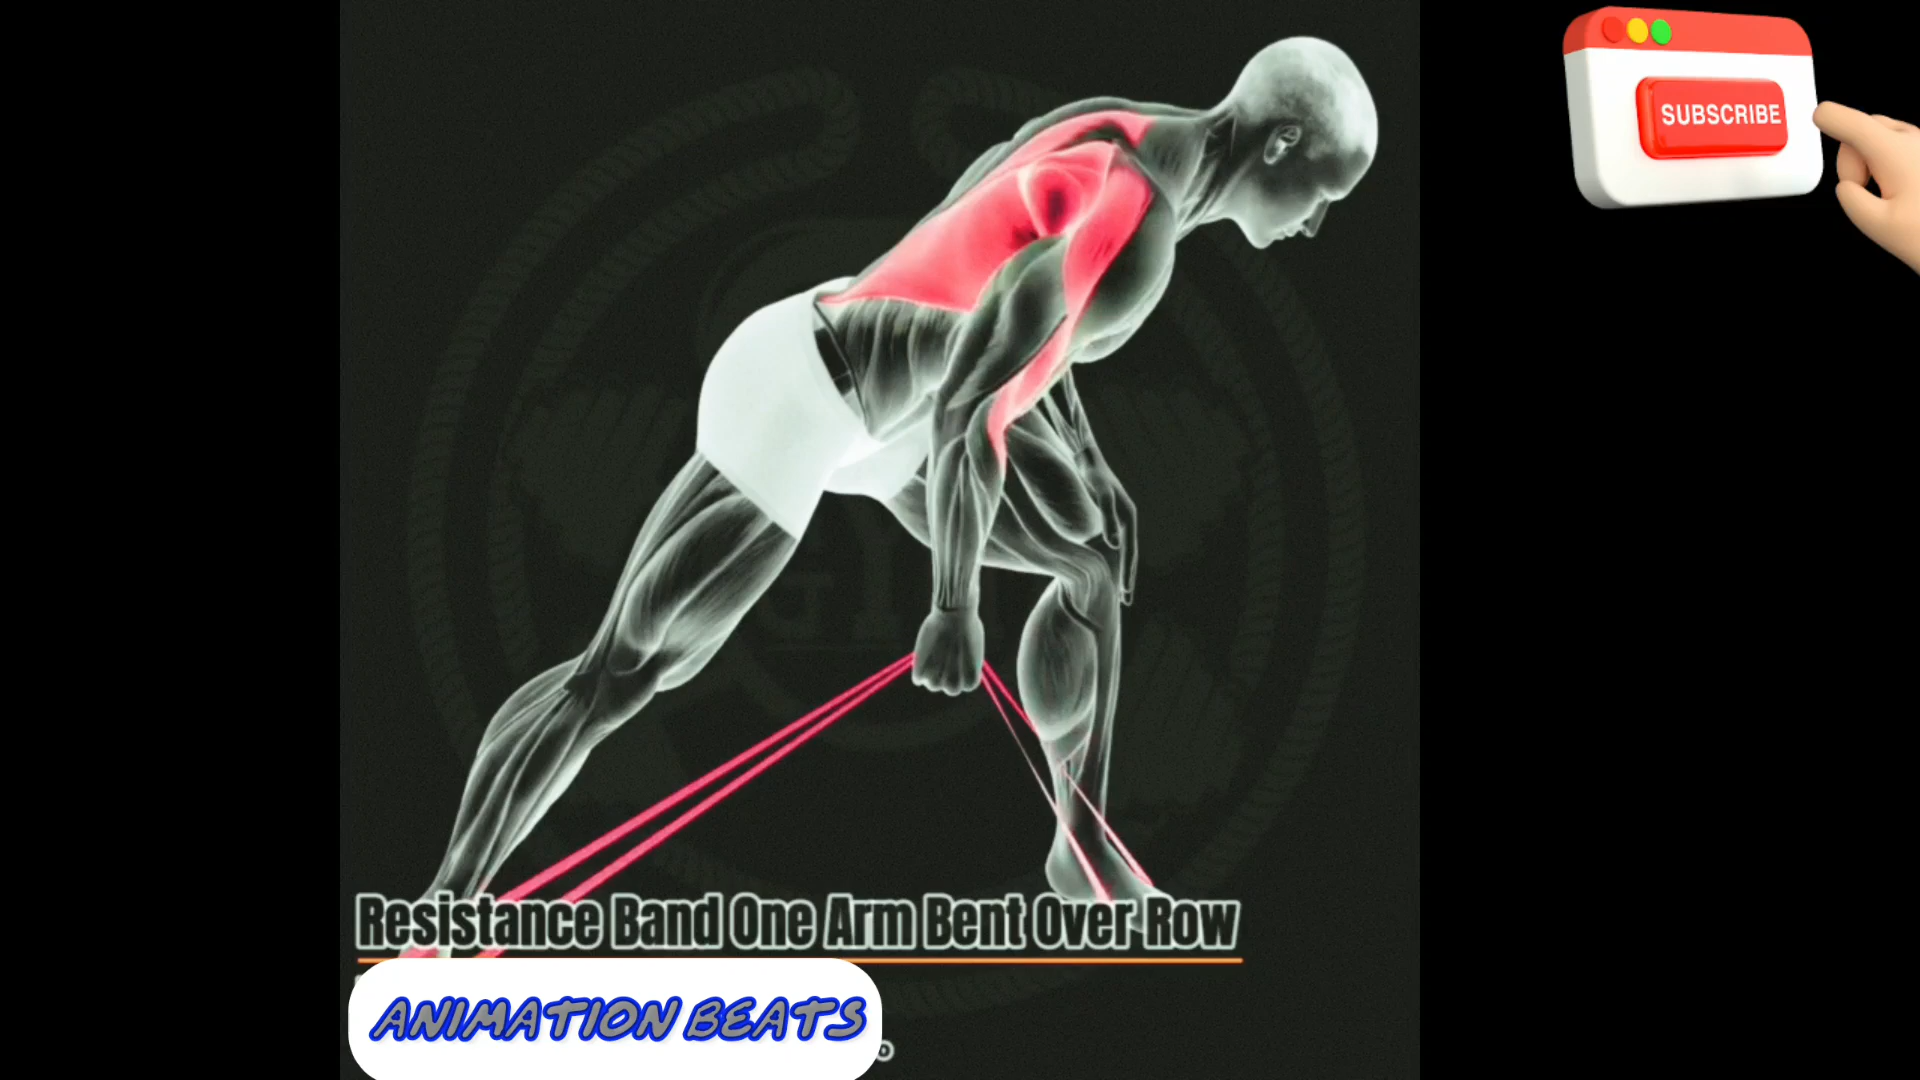 SUBSCRIBE
Resistance Band One Arm Bent Over Row
ANIMATION BEATS